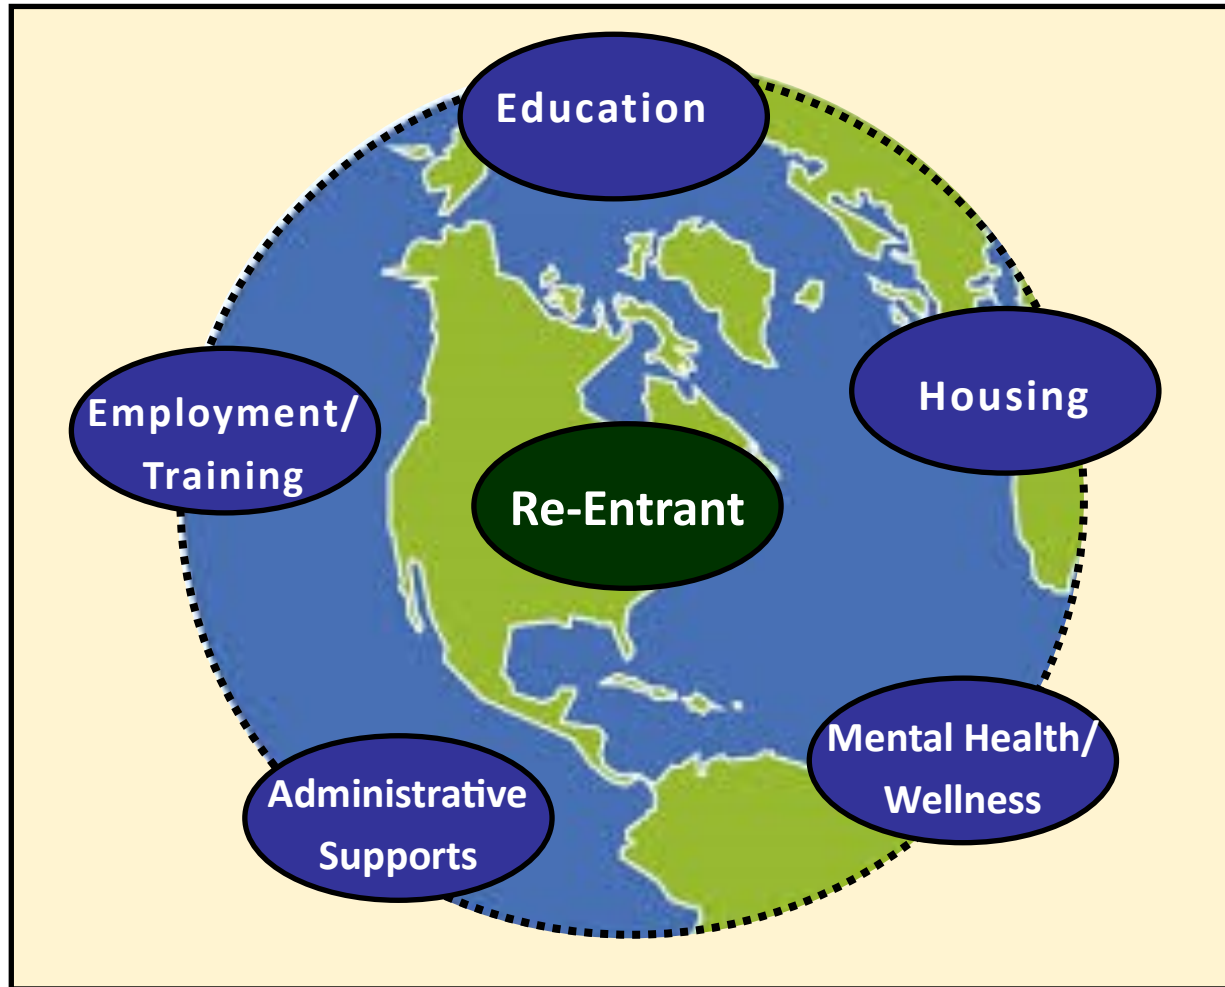 Education
Housing
Employment/
Training
Re-Entrant
Mental Health/
Wellness
Administrative
Supports